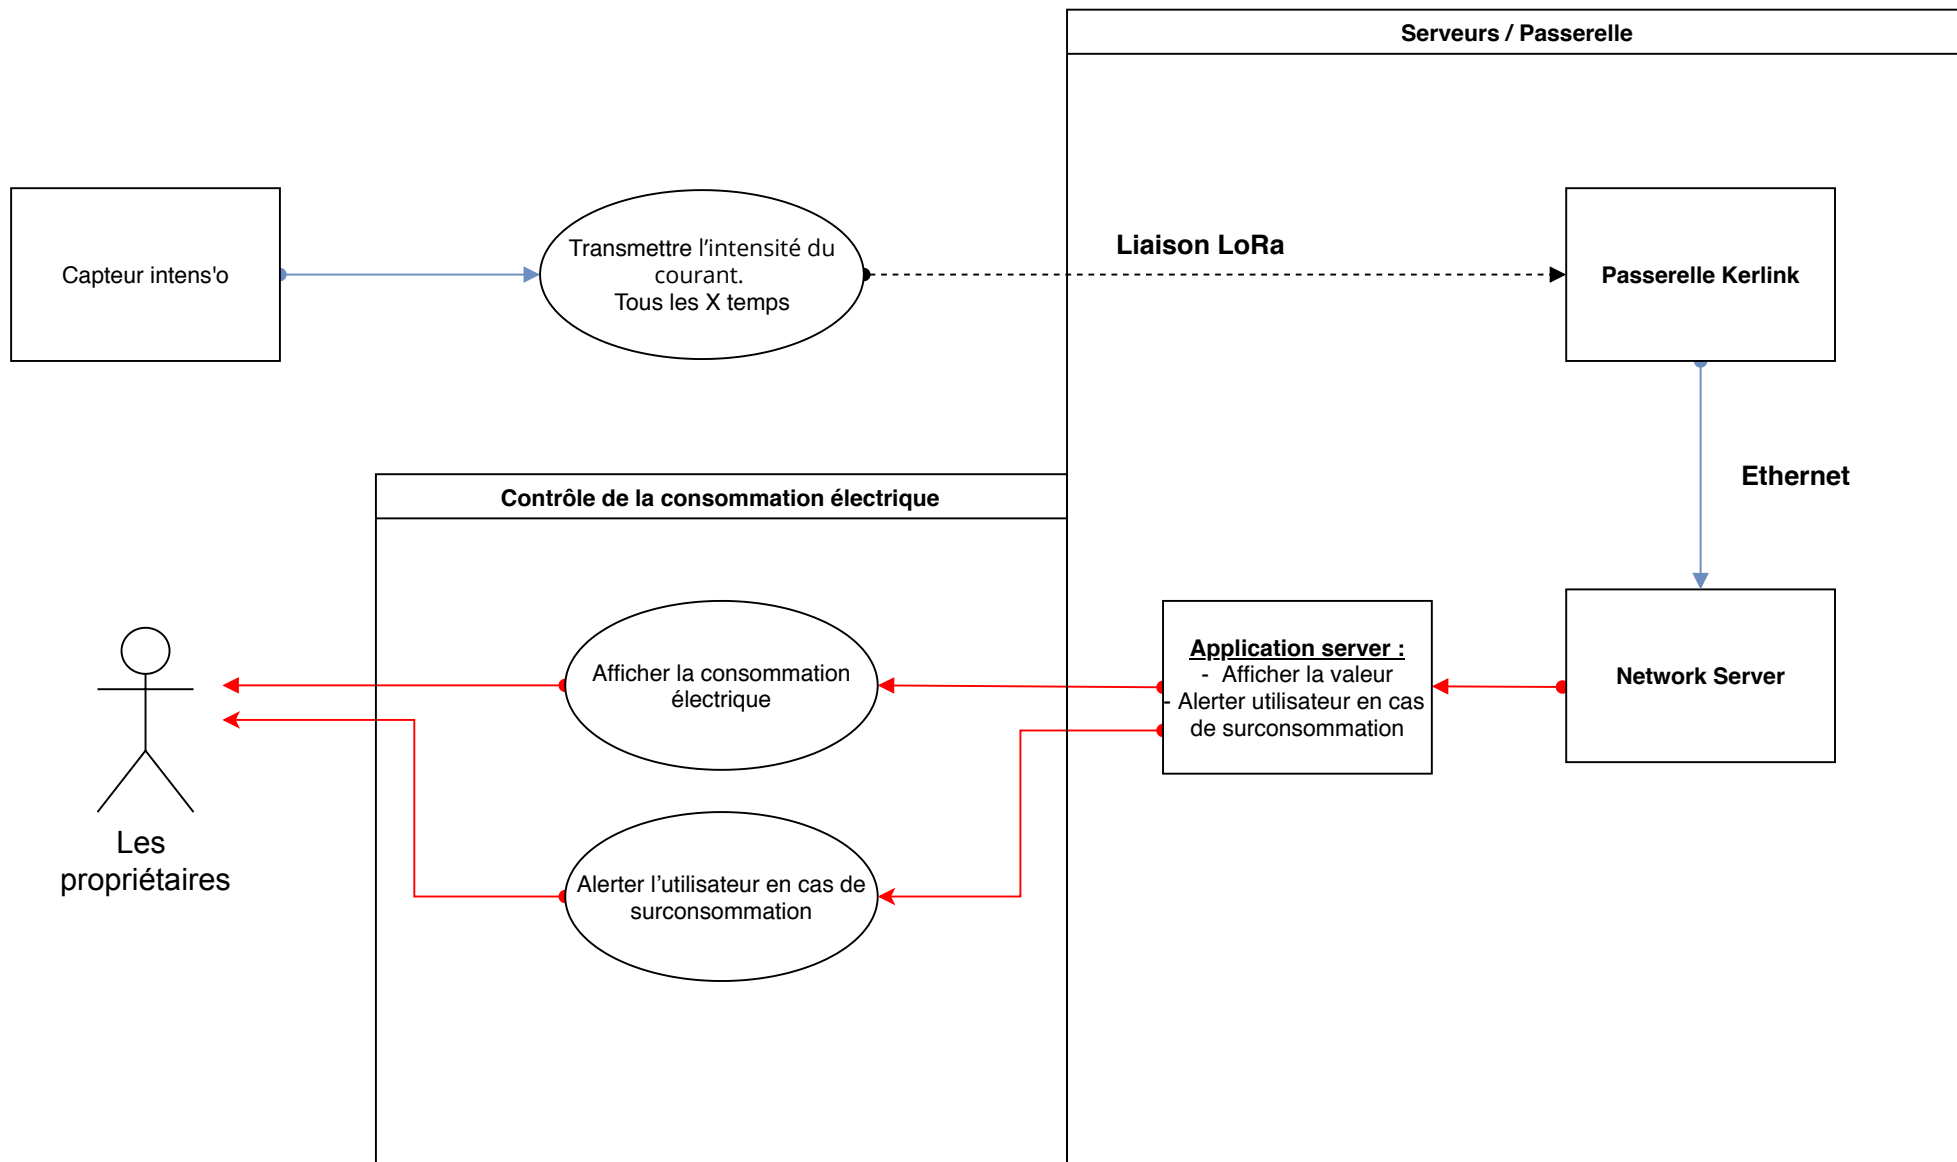 Serveurs / Passerelle
Capteur intens'o
Transmettre l'intensité du
courant.
Tous les X temps
Liaison LoRa
Passerelle Kerlink
Ethernet
Contrôle de la consommation électrique
Afficher la consommation
électrique
Application server :
- Afficher la valeur
- Alerter utilisateur en cas
de surconsommation
Network Server
Les
propriétaires
Alerter l’utilisateur en cas de
surconsommation